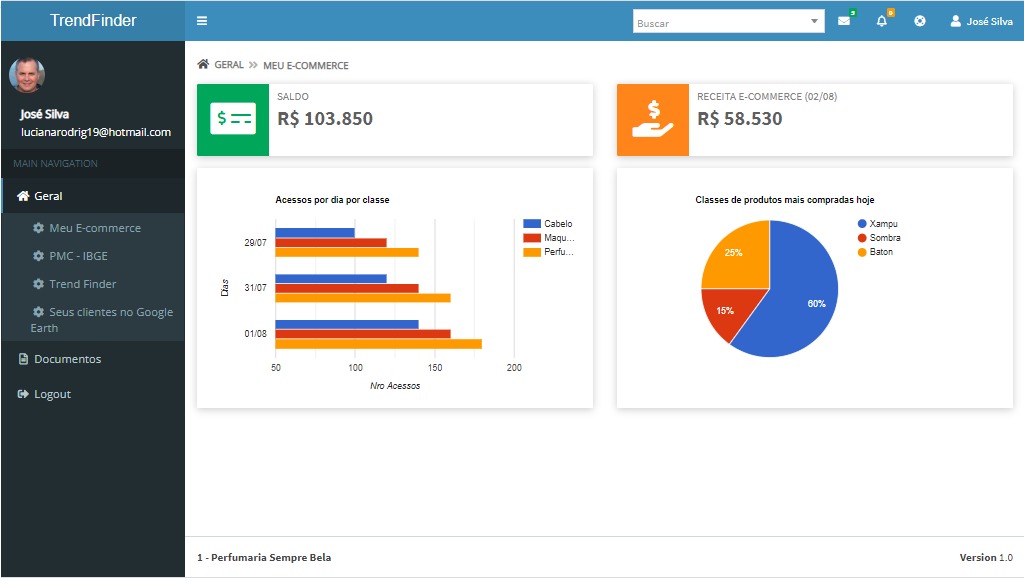 TrendFinder
Buscar
3
8
José Silva
José Silva
lucianarodrig19@hotmail.com
MAIN NAVIGATION
Geral
Meu E-commerce
PMC - IBGE
Trend Finder
Seus clientes no Google
Earth
Documentos
Logout
GERAL
MEU E-COMMERCE
SALDO
R$ 103.850
RECEITA E-COMMERCE (02/08)
R$ 58.530
Acessos por dia por classe
Cabelo
Maqu...
Perfu...
29/07
31/07
01/08
Dias
50 100 150 200
Nro Acessos
Classes de produtos mais compradas hoje
Xampu
Sombra
Baton
25%
60%
15%
1 - Perfumaria Sempre Bela
Version 1.0